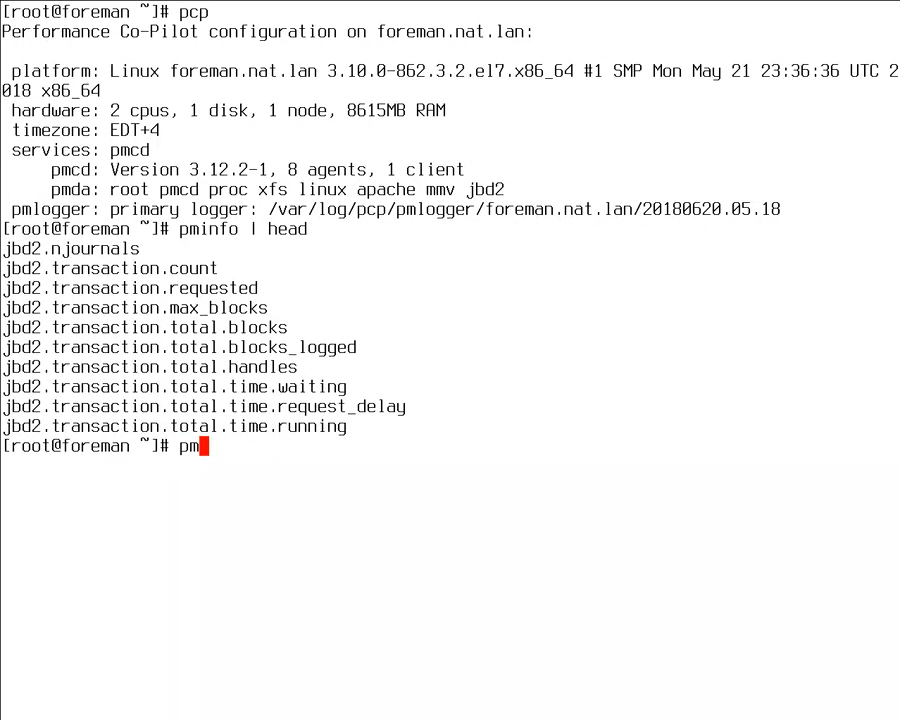 [root@foreman ~]# pcp
Performance Co-Pilot configuration on foreman.nat.lan:
platform: Linux foreman.nat.lan 3.10.0-862.3.2.el7.x86_64 #1 SMP Mon May 21 23:36:36 UTC 2
018 x86_64
hardware: 2 cpus, 1 disk, 1 node, 8615MB RAM
timezone: EDT+4
services: pmcd
pmcd: Version 3.12.2-1, 8 agents, 1 client
pmda: root pmcd proc xfs linux apache mmv jbd2
pmlogger: primary logger: /var/log/pcp/pmlogger/foreman.nat.lan/20180620.05.18
[root@foreman ~]# pminfo | head
jbd2.njournals
jbd2.transaction.count
jbd2.transaction.requested
jbd2.transaction.max_blocks
jbd2.transaction.total.blocks
jbd2.transaction.total.blocks_logged
jbd2.transaction.total.handles
jbd2.transaction.total.time.waiting
jbd2.transaction.total.time.request_delay
jbd2.transaction.total.time.running
[root@foreman ~]# pm